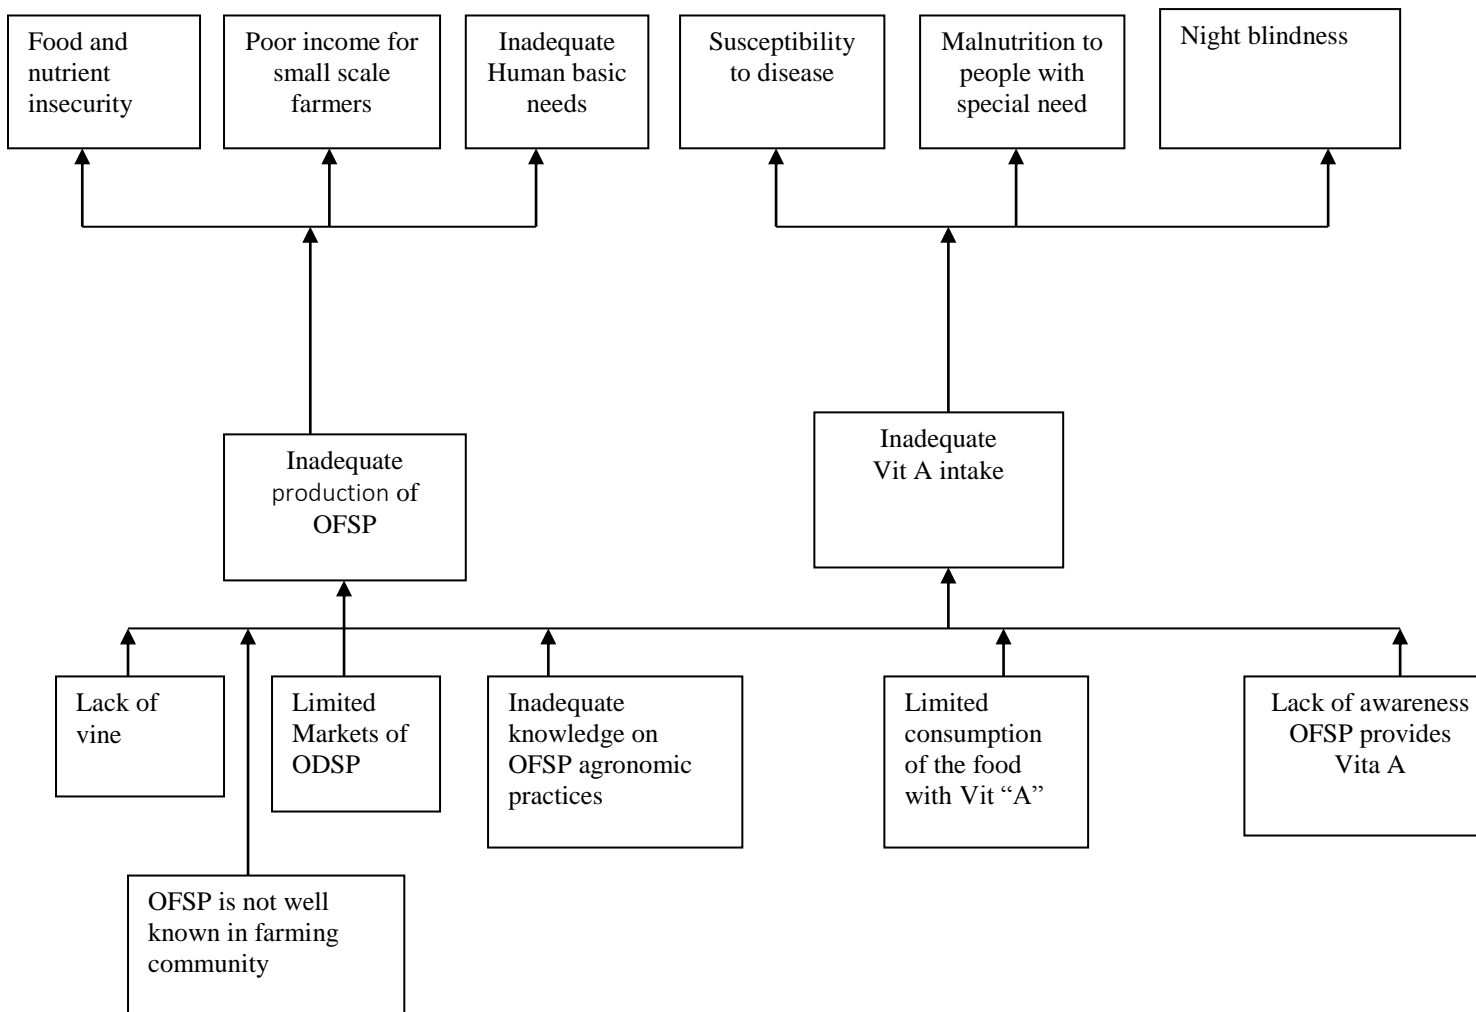 Food and
nutrient
insecurity
Poor income for
small scale
farmers
Inadequate
Human basic
needs
Susceptibility
to disease
Malnutrition to
people with
special need
Night blindness
Inadequate
production of
OFSP
Inadequate
Vit A intake
Lack of
vine
Limited
Markets of
ODSP
Inadequate
knowledge on
OFSP agronomic
practices
Limited
consumption
of the food
with Vit “A”
Lack of awareness
OFSP provides
Vita A
OFSP is not well
known in farming
community